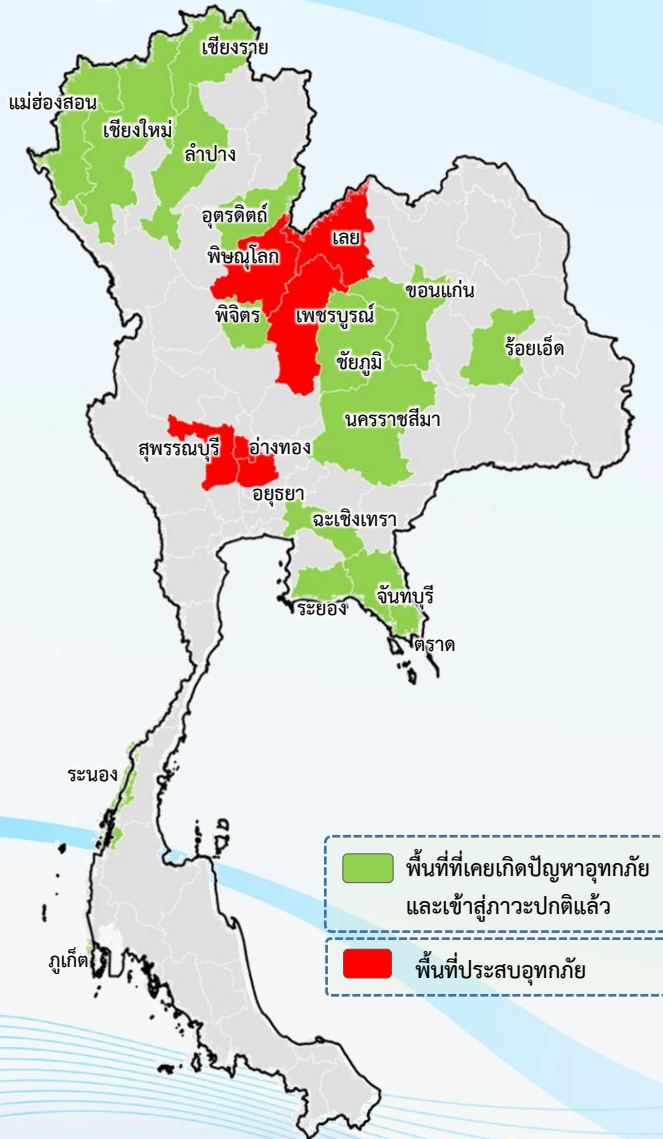 เชียงราย
แม่ฮ่องสอน
เชียงใหม่
ลำปาง
อุตรดิตถ์
เลย
พิษณุโลก
ขอนแก่น
พิจิตร
เพชรบูรณ์
ร้อยเอ็ด
ชัยภูมิ
นครราชสีมา
สุพรรณบุรี
อ่างทอง
อยุธยา
ฉะเชิงเทรา
ระยอง
จันทบุรี
ตราด
ระนอง
พื้นที่ที่เคยเกิดปัญหาอุทกภัย
และเข้าสู่ภาวะปกติแล้ว
ภูเก็ต
พื้นที่ประสบอุทกภัย